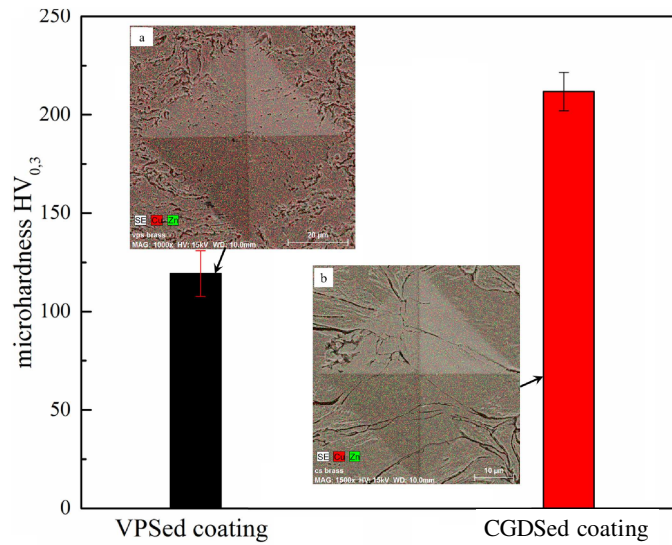 250
200
150
100
50
0
microhardness HV0,3
a
SE Cu Zn
vps brass
MAG: 1000x HV: 15kV WD: 10.0mm
20 µm
b
SE Cu Zn
cs brass
MAG: 1500x HV: 15kV WD: 10.0mm
10 µm
VPSed coating
CGDSed coating